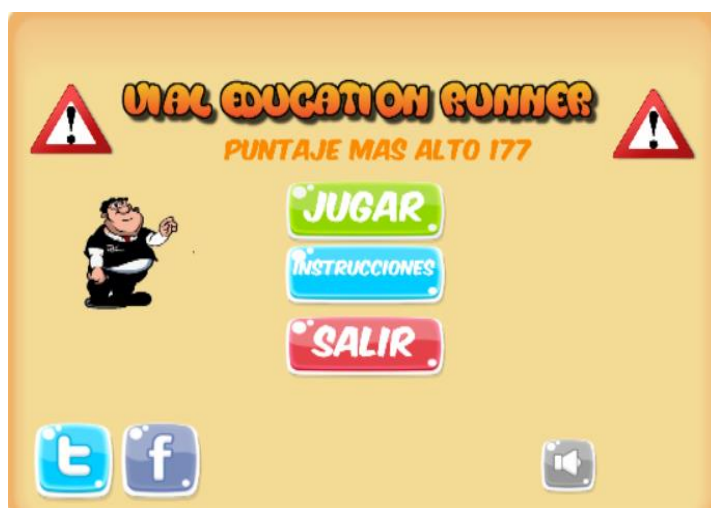 VIAL EDUCATION RUNNER
PUNTAJE MAS ALTO 177
JUGAR
INSTRUCCIONES
SALIR